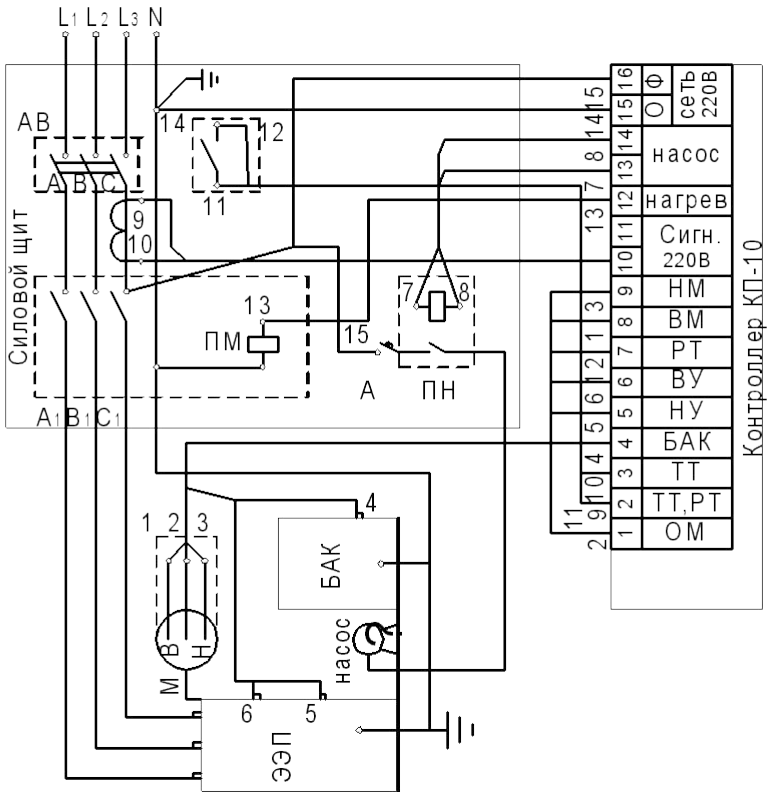 L1 L2 L3 N
14
АВ
12
А В С
11
9
10
Силовой щит
13
ПМ
15
7 8
А ПН
А1 В1 С1
1 2 3
4
БАК
насос
В Н
М
6 5
ЭЭП
15
14
8
7
13
3
1
12
6
5
4
10
11
9
2
16 Ф сеть 220В
15 О
14 насос
13
12 нагрев
11 Сигн. 220В
10
9 НМ
8 ВМ
7 РТ
6 ВУ
5 НУ
4 БАК
3 ТТ
2 ТТ,РТ
1 ОМ
Контроллер КП-10